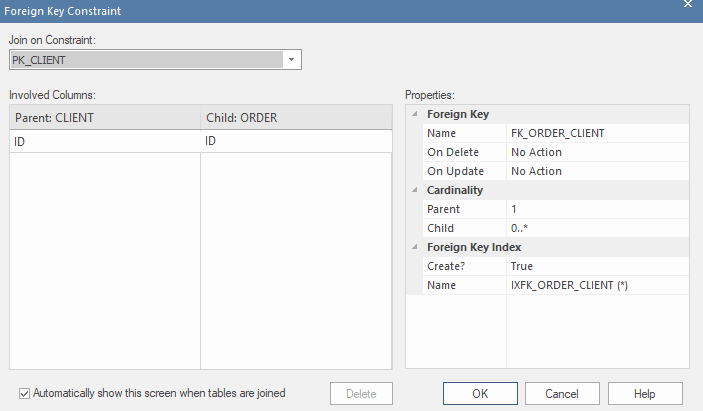 Foreign Key Constraint
Join on Constraint:
PK_CLIENT
Involved Columns:
Parent: CLIENT Child: ORDER
ID ID
Properties:
Foreign Key
Name FK_ORDER_CLIENT
On Delete No Action
On Update No Action
Cardinality
Parent 1
Child 0..*
Foreign Key Index
Create? True
Name IXFK_ORDER_CLIENT (*)
Automatically show this screen when tables are joined
Delete OK Cancel Help